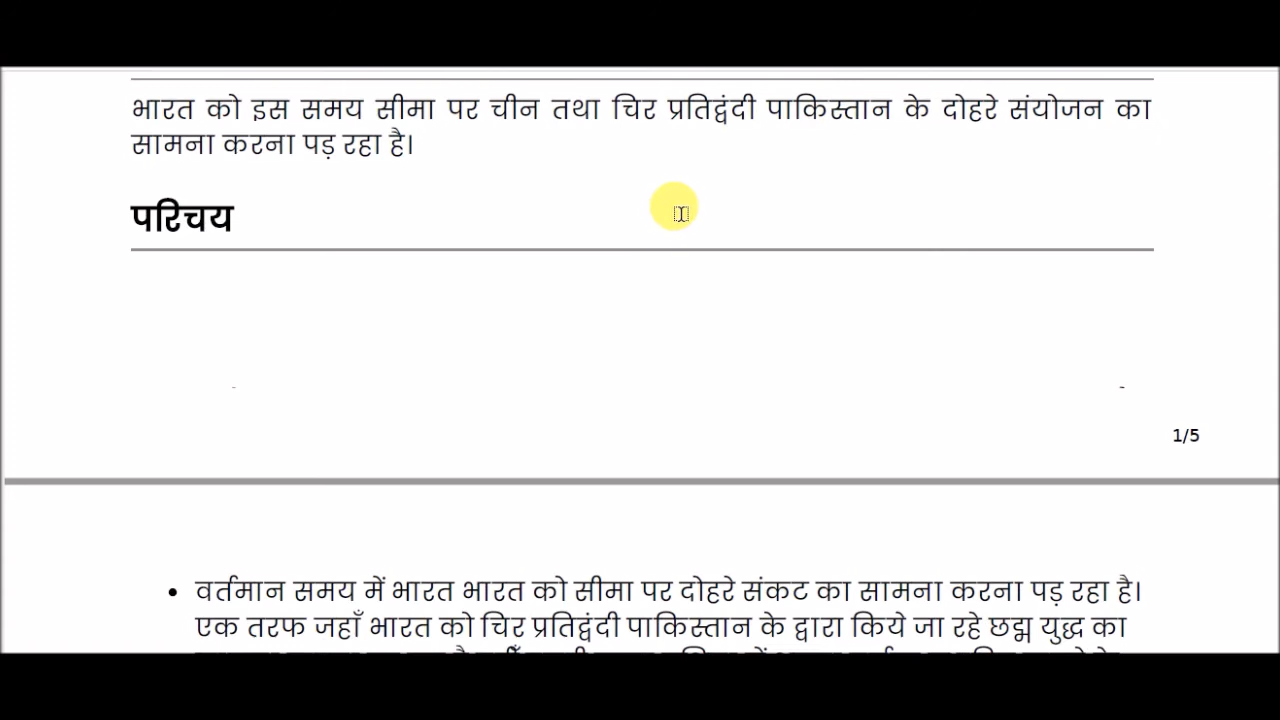 भारत को इस समय सीमा पर चीन तथा चिर प्रतिद्वंदी पाकिस्तान के दोहरे संयोजन का
सामना करना पड़ रहा है।
परिचय
1/5
• वर्तमान समय में भारत भारत को सीमा पर दोहरे संकट का सामना करना पड़ रहा है।
एक तरफ जहाँ भारत को चिर प्रतिद्वंदी पाकिस्तान के द्वारा किये जा रहे छद्म युद्ध का